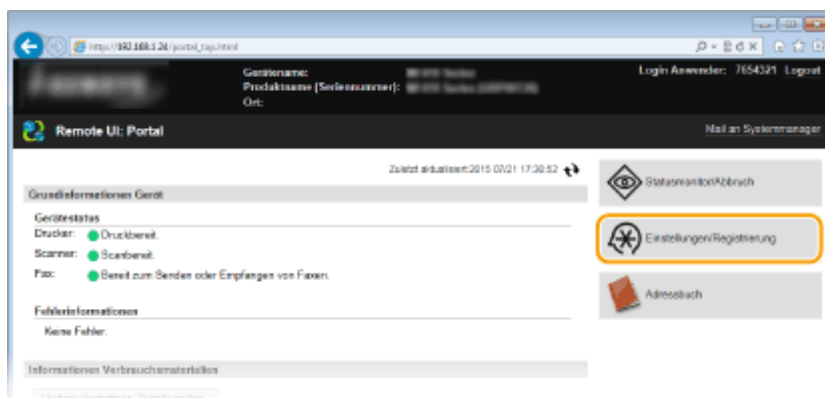 http://192.168.1.24/portal_top.html
Gerätename:
Produktname (Seriennummer):
Ort:
Login Anwender: 7654321 Logout
Remote UI: Portal
Mail an Systemmanager
Zuletzt aktualisiert:2015 07/21 17:30:52
Grundinformationen Gerät
Gerätestatus
Drucker: Druckbereit.
Scanner: Scanbereit.
Fax: Bereit zum Senden oder Empfangen von Faxen.
Fehlerinformationen
Keine Fehler.
Informationen Verbrauchsmaterialien
Statusmonitor/Abbruch
Einstellungen/Registrierung
Adressbuch